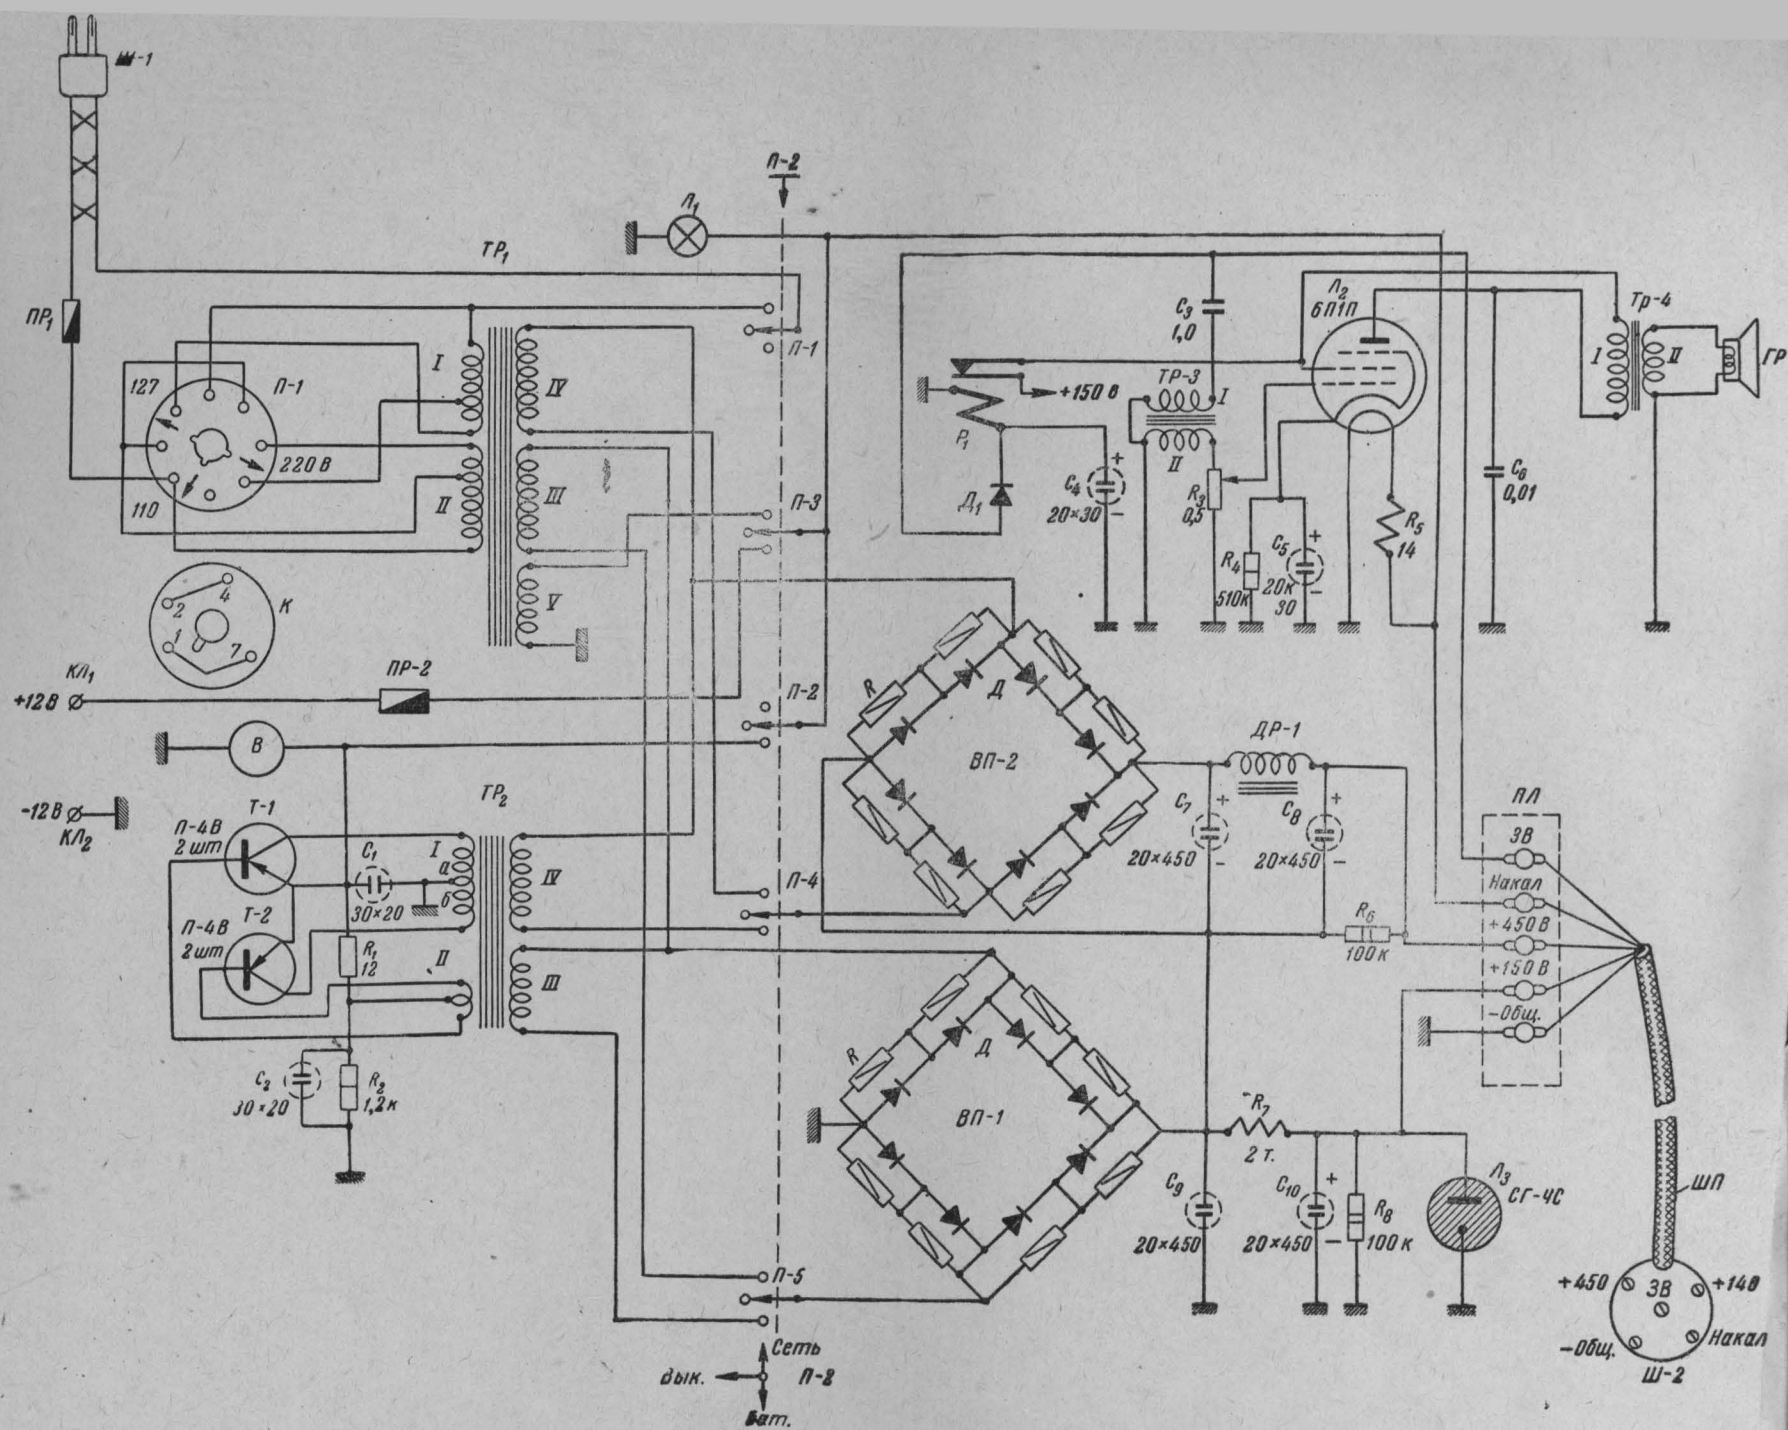 Ш-1
П-2
Л₁
ТР₁
ПР₁
127
П-1
220 В
110
I
II
IV
III
V
П-1
П-3
+150 В
Р₁
Д₁
С₃
1,0
ТР-3
I
II
С₄
+
20×30
−
R₃
0,5
Л₂
6П1П
R₄
510к
С₅
+
20к
30
−
R₅
14
С₆
0,01
Тр-4
I
II
ГР
К
2
4
1
7
КЛ₁
+12В
ПР-2
П-2
В
-12В
КЛ₂
Т-1
П-4В
2 шт
С₁
30×20
Т-2
П-4В
2 шт
R₁
12
С₂
30×20
R₂
1,2к
ТР₂
I
а
б
II
IV
III
П-4
П-5
R
Д
ВП-2
ДР-1
С₇
+
20×450
−
С₈
+
20×450
−
R₆
100 к
R
Д
ВП-1
R₇
2 т.
С₉
20×450
С₁₀
+
20×450
−
R₈
100 к
Л₃
СГ-4С
ПЛ
ЗВ
Накал
+450 В
+150 В
−Общ.
ШП
+450
ЗВ
+140
−Общ.
Накал
Ш-2
Сеть
Вык.
П-2
Бат.